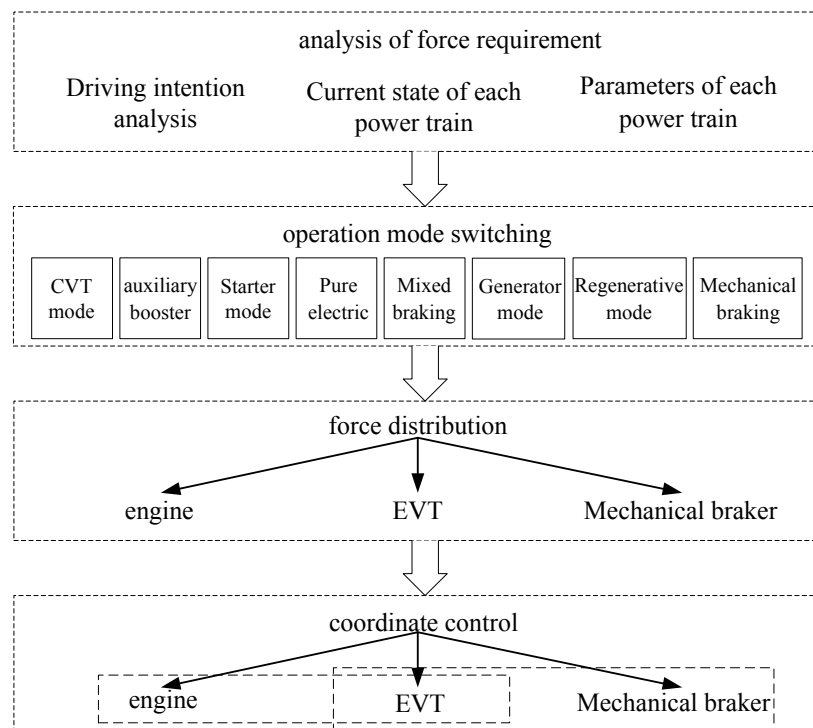 analysis of force requirement
Driving intention
analysis
Current state of each
power train
Parameters of each
power train
operation mode switching
CVT
mode
auxiliary
booster
Starter
mode
Pure
electric
Mixed
braking
Generator
mode
Regenerative
mode
Mechanical
braking
force distribution
engine
EVT
Mechanical braker
coordinate control
engine
EVT
Mechanical braker